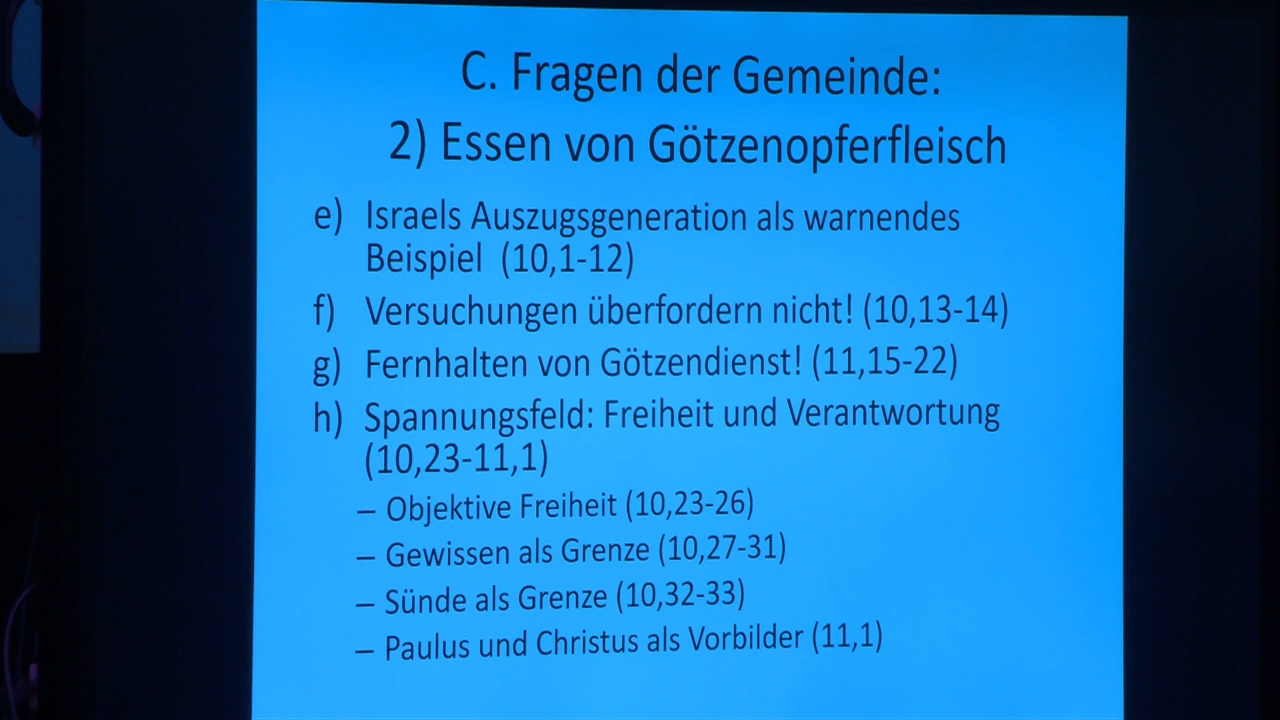 C. Fragen der Gemeinde:
2) Essen von Götzenopferfleisch
e) Israels Auszugsgeneration als warnendes
Beispiel (10,1-12)
f) Versuchungen überfordern nicht! (10,13-14)
g) Fernhalten von Götzendienst! (11,15-22)
h) Spannungsfeld: Freiheit und Verantwortung
(10,23-11,1)
– Objektive Freiheit (10,23-26)
– Gewissen als Grenze (10,27-31)
– Sünde als Grenze (10,32-33)
– Paulus und Christus als Vorbilder (11,1)